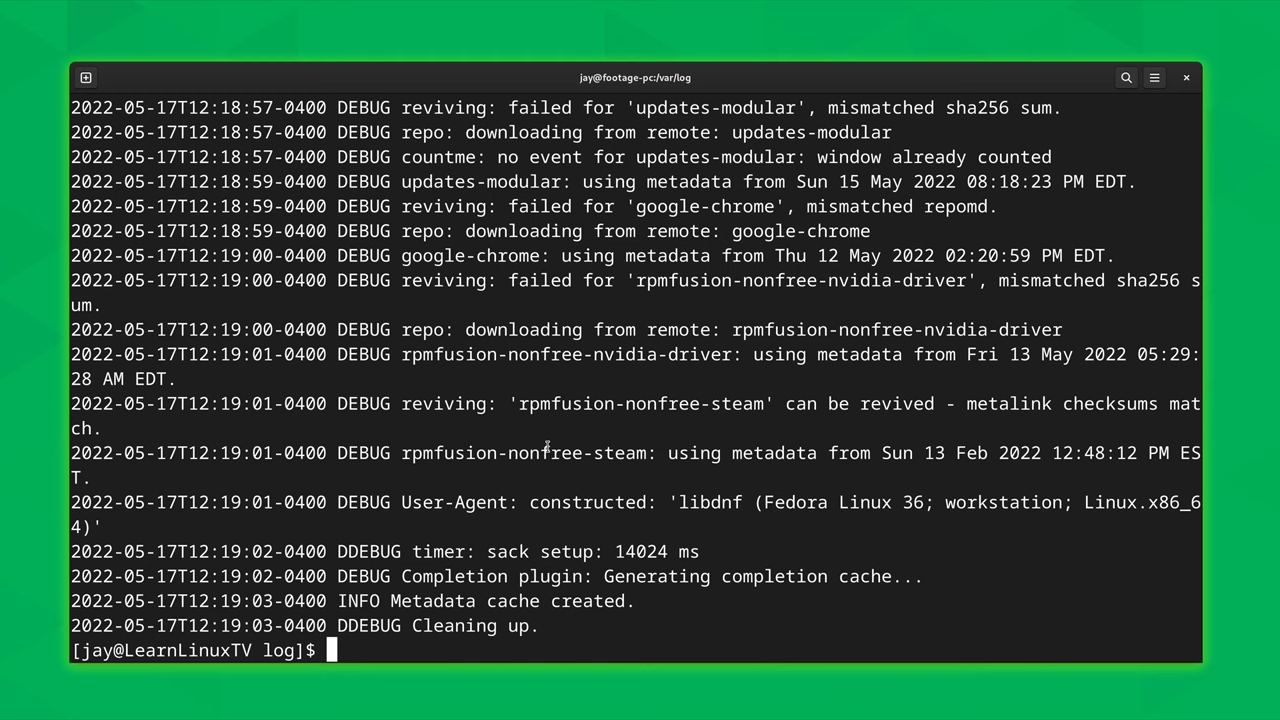 jay@footage-pc:/var/log
2022-05-17T12:18:57-0400 DEBUG reviving: failed for 'updates-modular', mismatched sha256 sum.
2022-05-17T12:18:57-0400 DEBUG repo: downloading from remote: updates-modular
2022-05-17T12:18:57-0400 DEBUG countme: no event for updates-modular: window already counted
2022-05-17T12:18:59-0400 DEBUG updates-modular: using metadata from Sun 15 May 2022 08:18:23 PM EDT.
2022-05-17T12:18:59-0400 DEBUG reviving: failed for 'google-chrome', mismatched repomd.
2022-05-17T12:18:59-0400 DEBUG repo: downloading from remote: google-chrome
2022-05-17T12:19:00-0400 DEBUG google-chrome: using metadata from Thu 12 May 2022 02:20:59 PM EDT.
2022-05-17T12:19:00-0400 DEBUG reviving: failed for 'rpmfusion-nonfree-nvidia-driver', mismatched sha256 s
um.
2022-05-17T12:19:00-0400 DEBUG repo: downloading from remote: rpmfusion-nonfree-nvidia-driver
2022-05-17T12:19:01-0400 DEBUG rpmfusion-nonfree-nvidia-driver: using metadata from Fri 13 May 2022 05:29:
28 AM EDT.
2022-05-17T12:19:01-0400 DEBUG reviving: 'rpmfusion-nonfree-steam' can be revived - metalink checksums mat
ch.
2022-05-17T12:19:01-0400 DEBUG rpmfusion-nonfree-steam: using metadata from Sun 13 Feb 2022 12:48:12 PM ES
T.
2022-05-17T12:19:01-0400 DEBUG User-Agent: constructed: 'libdnf (Fedora Linux 36; workstation; Linux.x86_6
4)'
2022-05-17T12:19:02-0400 DDEBUG timer: sack setup: 14024 ms
2022-05-17T12:19:02-0400 DEBUG Completion plugin: Generating completion cache...
2022-05-17T12:19:03-0400 INFO Metadata cache created.
2022-05-17T12:19:03-0400 DDEBUG Cleaning up.
[jay@LearnLinuxTV log]$